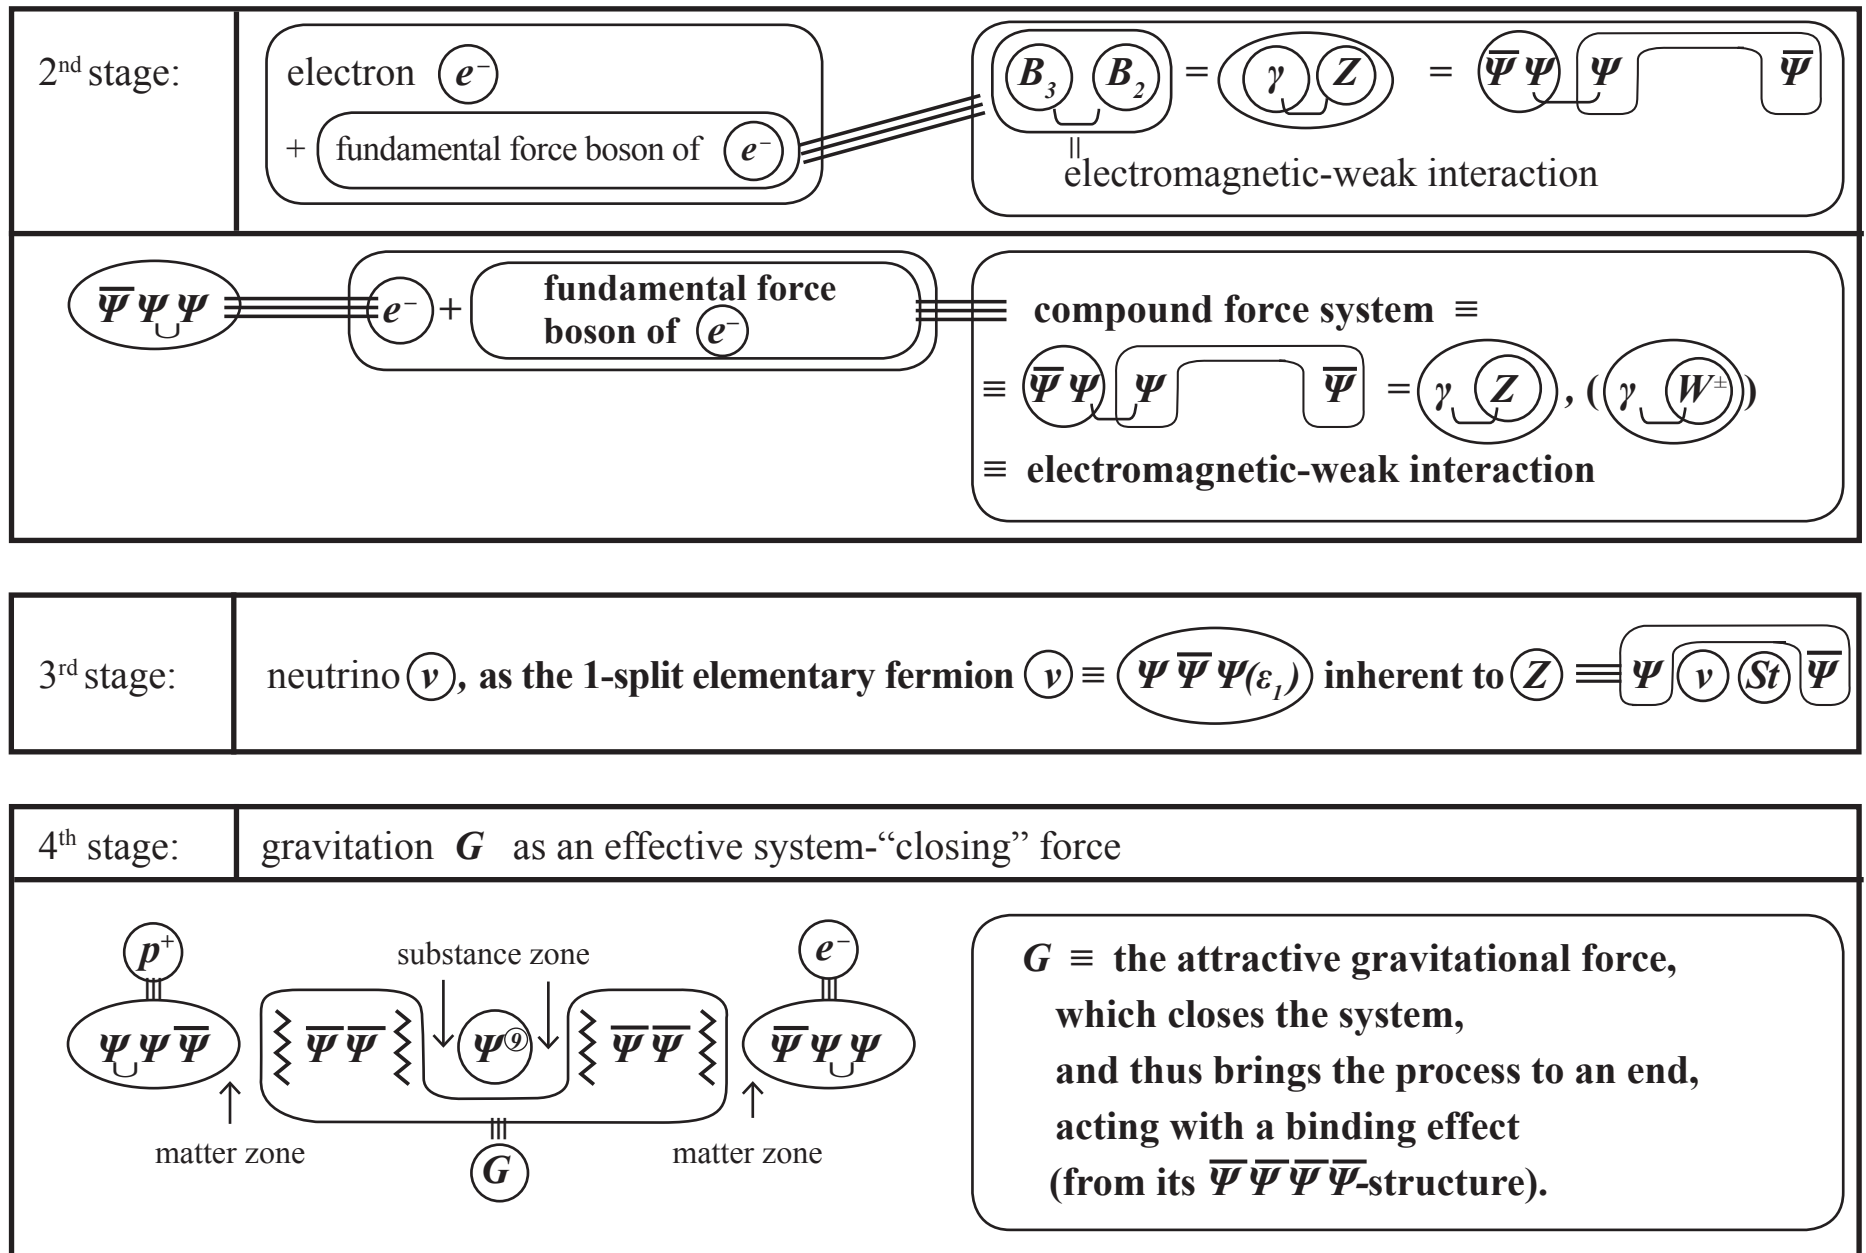 2nd stage:
electron e⁻
+ fundamental force boson of e⁻
B₃ B₂ = γ Z = Ψ̅ Ψ Ψ Ψ̅
||
electromagnetic-weak interaction
Ψ̅ Ψ Ψ ≡ e⁻ + fundamental force
boson of e⁻
≡ compound force system ≡
≡ Ψ̅ Ψ Ψ Ψ̅ = γ Z , (γ W±)
≡ electromagnetic-weak interaction
3rd stage:
neutrino ν, as the 1-split elementary fermion ν ≡ Ψ Ψ̅ Ψ(ε₁) inherent to Z ≡ Ψ ν St Ψ̅
4th stage:
gravitation G as an effective system-“closing” force
p⁺
substance zone
e⁻
Ψ Ψ Ψ̅ Ψ̅ Ψ̅ Ψ⑨ Ψ̅ Ψ̅ Ψ̅ Ψ Ψ
matter zone
G
matter zone
G ≡ the attractive gravitational force,
which closes the system,
and thus brings the process to an end,
acting with a binding effect
(from its Ψ̅ Ψ̅ Ψ̅ Ψ̅-structure).